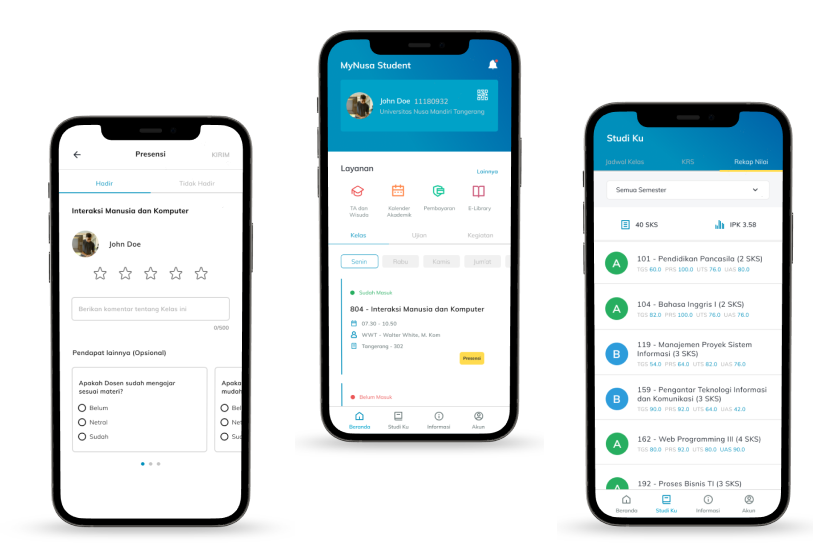 Presensi
KIRIM
Hadir
Tidak Hadir
Interaksi Manusia dan Komputer
John Doe
Berikan komentar tentang Kelas ini
0/500
Pendapat lainnya (Opsional)
Apakah Dosen sudah mengajar
sesuai materi?
Belum
Netral
Sudah
Apaka
mudah
Bel
Net
Sud
MyNusa Student
John Doe 11180932
Universitas Nusa Mandiri Tangerang
Layanan
Lainnya
TA dan
Wisuda
Kalender
Akademik
Pembayaran
E-Library
Kelas
Ujian
Kegiatan
Senin
Rabu
Kamis
Jum'at
Sudah Masuk
804 - Interaksi Manusia dan Komputer
07.30 - 10.50
WWT - Walter White, M. Kom
Tangerang - 302
Presensi
Belum Masuk
Beranda
Studi Ku
Informasi
Akun
Studi Ku
Jadwal Kelas
KRS
Rekap Nilai
Semua Semester
40 SKS
IPK 3.58
A
101 - Pendidikan Pancasila (2 SKS)
TGS 60.0 PRS 100.0 UTS 76.0 UAS 80.0
A
104 - Bahasa Inggris I (2 SKS)
TGS 82.0 PRS 100.0 UTS 76.0 UAS 76.0
B
119 - Manajemen Proyek Sistem
Informasi (3 SKS)
TGS 54.0 PRS 64.0 UTS 82.0 UAS 76.0
B
159 - Pengantar Teknologi Informasi
dan Komunikasi (3 SKS)
TGS 90.0 PRS 92.0 UTS 64.0 UAS 42.0
A
162 - Web Programming III (4 SKS)
TGS 80.0 PRS 92.0 UTS 80.0 UAS 90.0
A
192 - Proses Bisnis TI (3 SKS)
Beranda
Studi Ku
Informasi
Akun